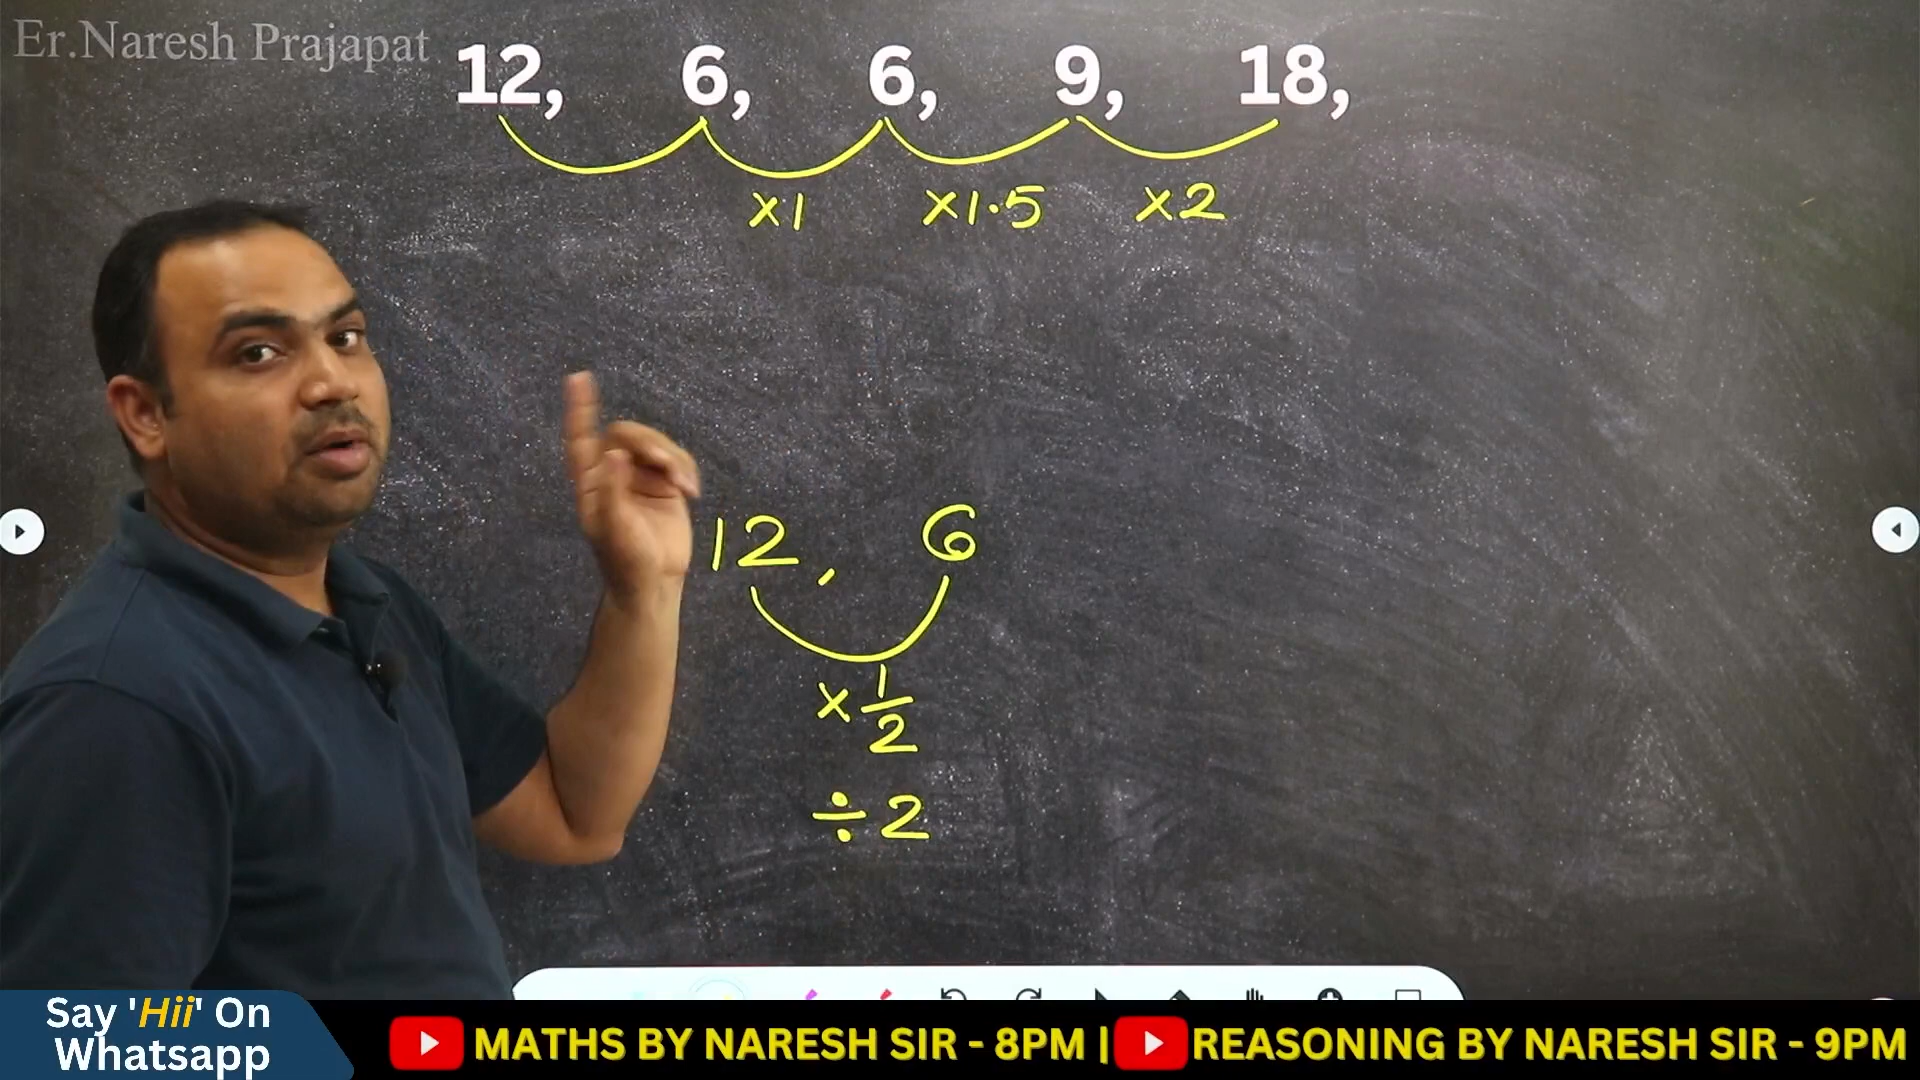 Er.Naresh Prajapat
12, 6, 6, 9, 18,
×1 ×1.5 ×2
12, 6
×1/2
÷2
Say 'Hii' On
Whatsapp
MATHS BY NARESH SIR - 8PM | REASONING BY NARESH SIR - 9PM